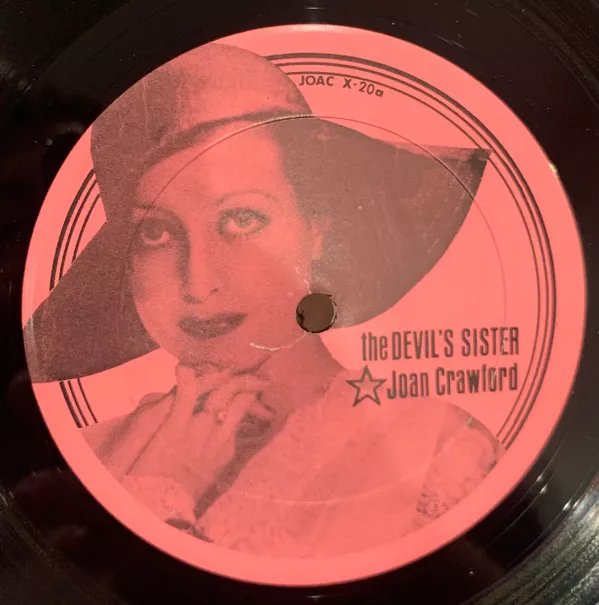 JOAC X-20a
the DEVIL'S SISTER
Joan Crawford